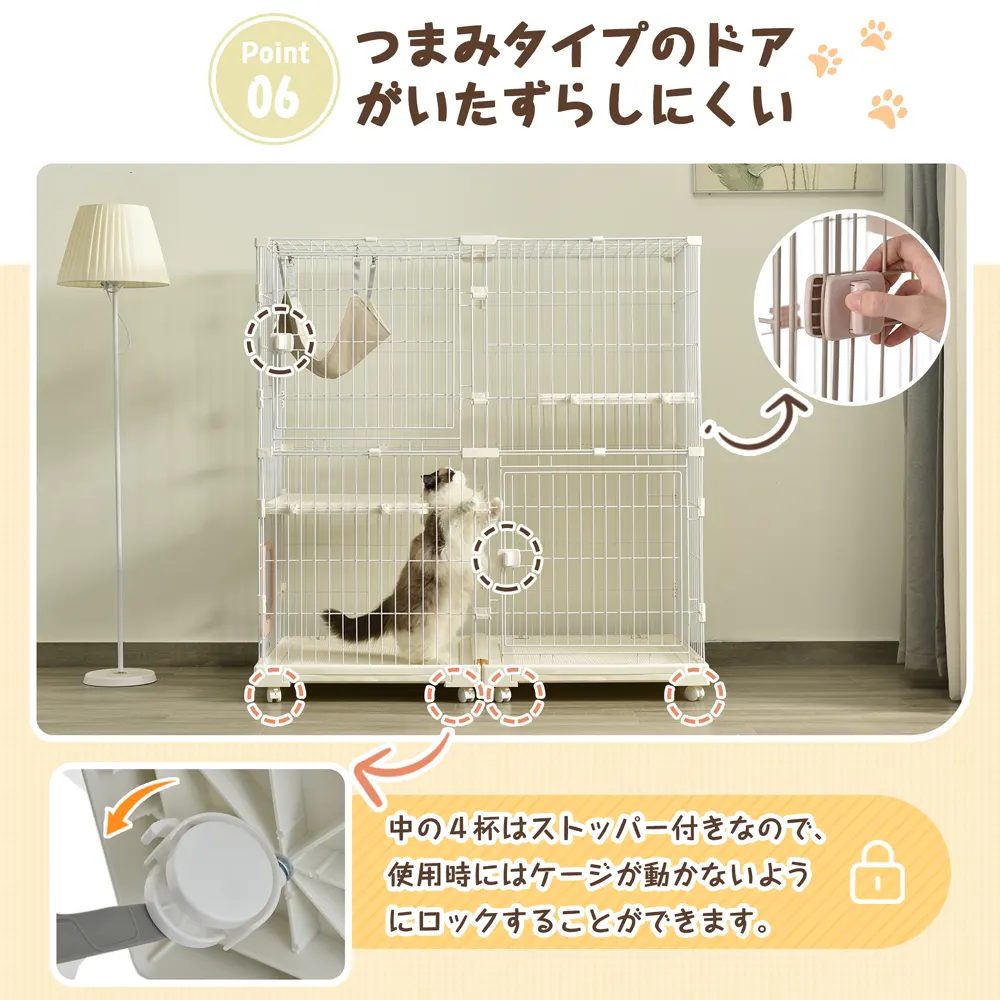 Point
06
つまみタイプのドア
がいたずらしにくい
中の4杯はストッパー付きなので、
使用時にはケージが動かないよう
にロックすることができます。